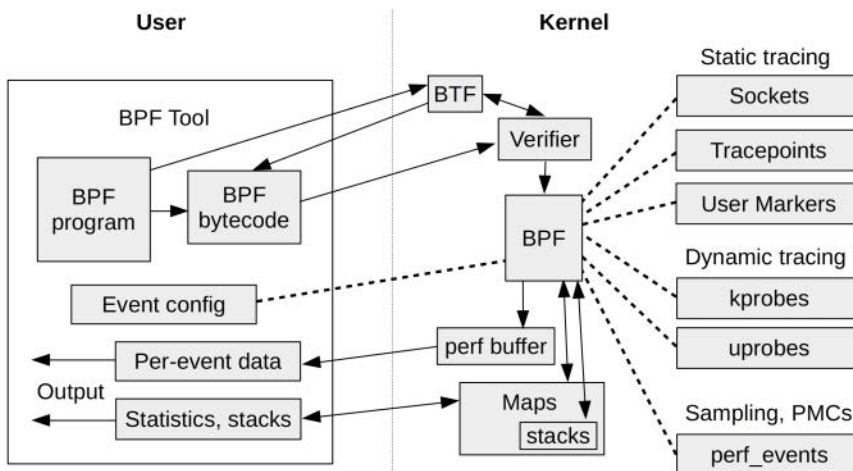 User
Kernel
Static tracing
BPF Tool
BTF
Sockets
Verifier
Tracepoints
BPF
program
BPF
bytecode
User Markers
BPF
Dynamic tracing
Event config
kprobes
Per-event data
perf buffer
uprobes
Output
Statistics, stacks
Maps
stacks
Sampling, PMCs
perf_events